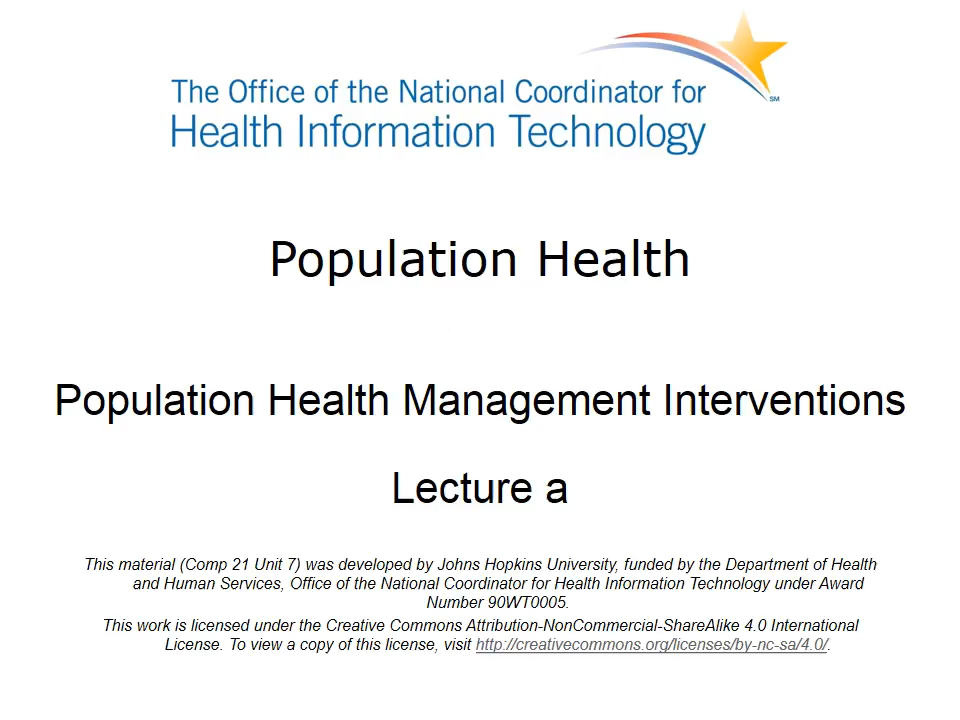 The Office of the National Coordinator for
Health Information Technology
SM
Population Health
Population Health Management Interventions
Lecture a
This material (Comp 21 Unit 7) was developed by Johns Hopkins University, funded by the Department of Health
and Human Services, Office of the National Coordinator for Health Information Technology under Award
Number 90WT0005.
This work is licensed under the Creative Commons Attribution-NonCommercial-ShareAlike 4.0 International
License. To view a copy of this license, visit http://creativecommons.org/licenses/by-nc-sa/4.0/.